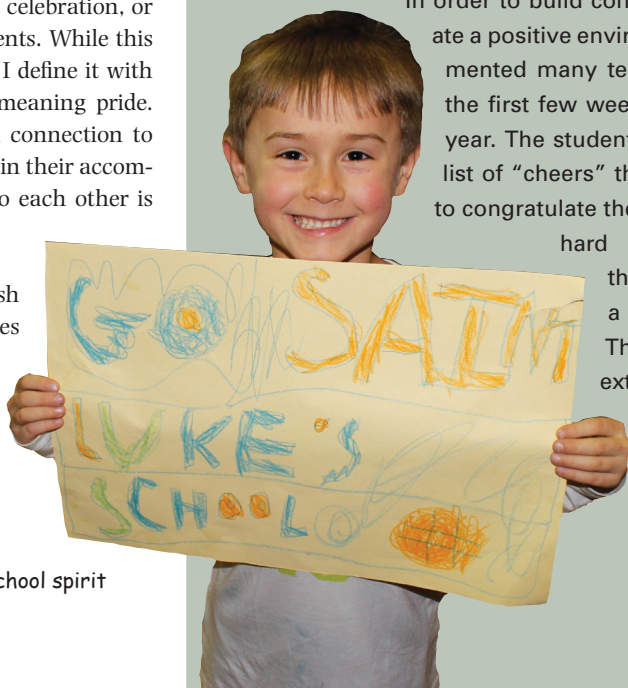 celebration, or
ents. While this
I define it with
meaning pride.
connection to
in their accom-
o each other is
sh
es
In order to build con
ate a positive envir
mented many te
the first few wee
year. The student
list of “cheers” th
to congratulate the
hard
th
a
Th
ext
GO SAINT
LUKE'S
SCHOOL
chool spirit